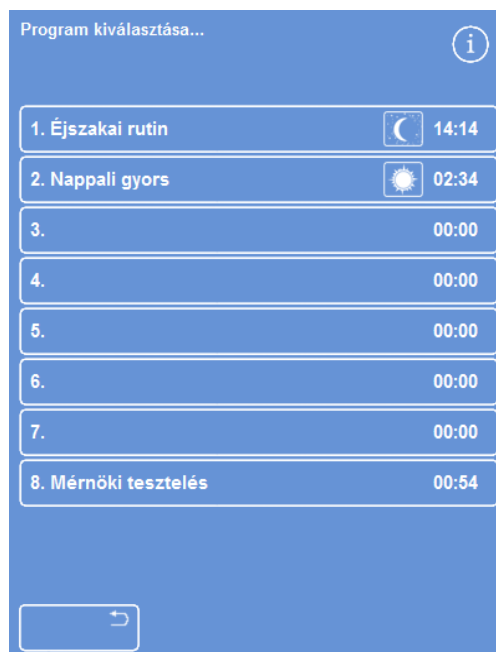 Program kiválasztása...
i
1. Éjszakai rutin 14:14
2. Nappali gyors 02:34
3. 00:00
4. 00:00
5. 00:00
6. 00:00
7. 00:00
8. Mérnöki tesztelés 00:54